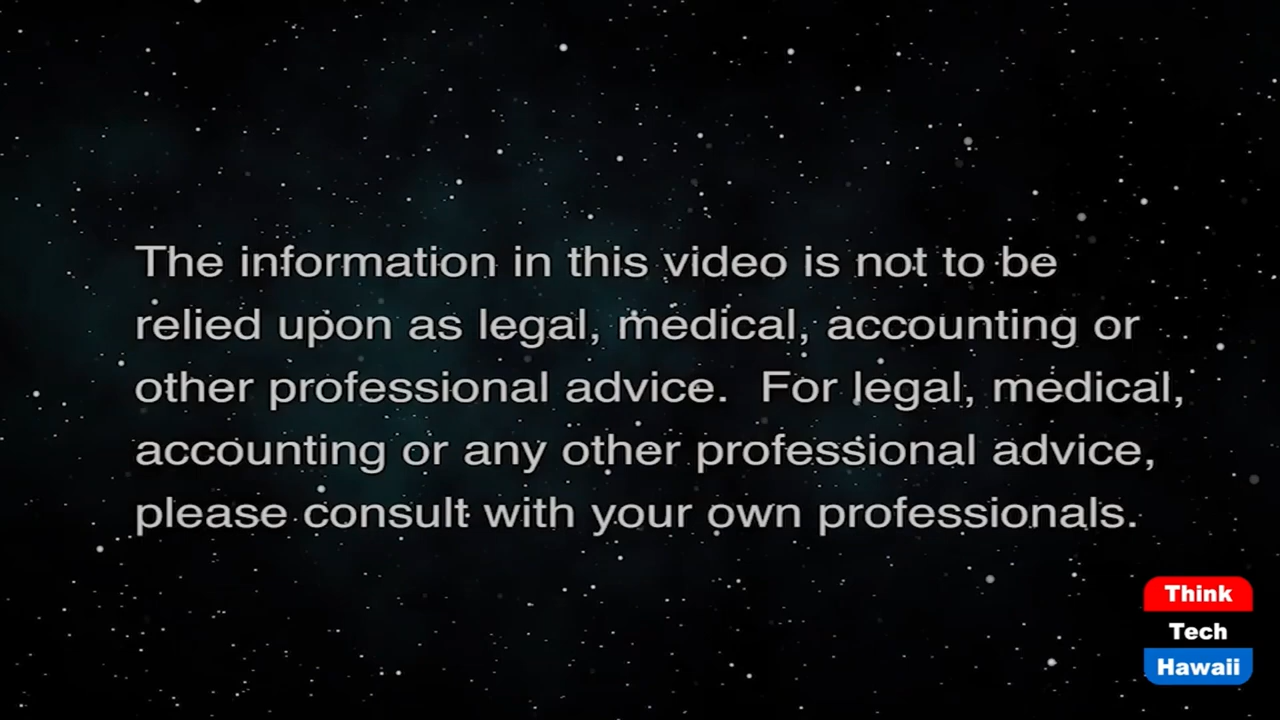 The information in this video is not to be
relied upon as legal, medical, accounting or
other professional advice.  For legal, medical,
accounting or any other professional advice,
please consult with your own professionals.
Think
Tech
Hawaii